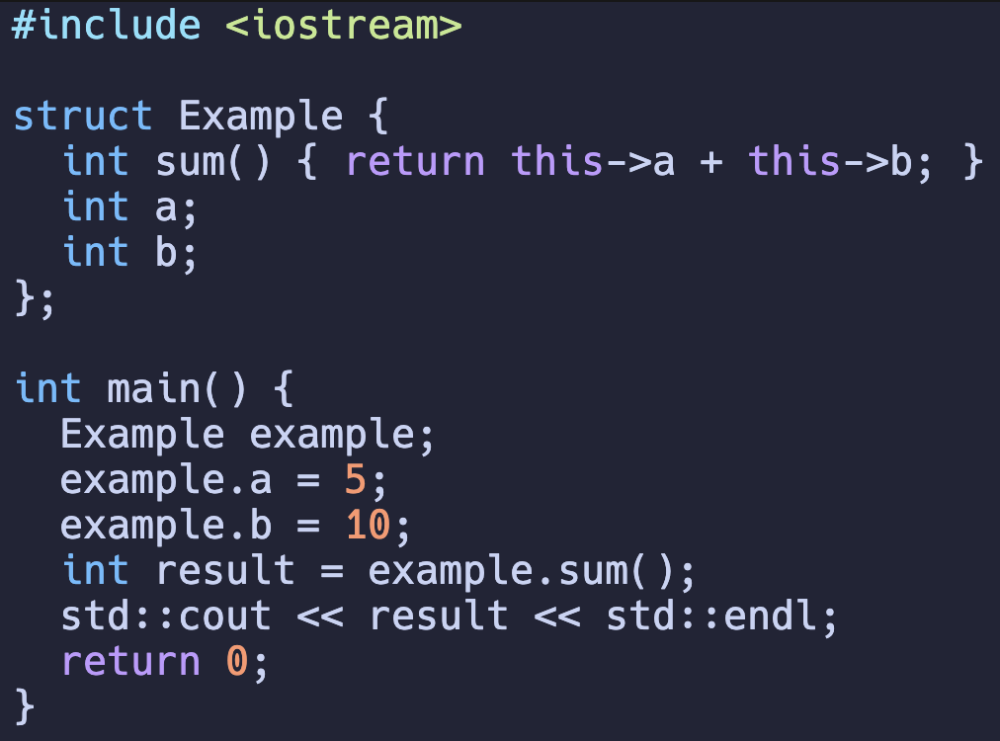 #include <iostream>

struct Example {
  int sum() { return this->a + this->b; }
  int a;
  int b;
};

int main() {
  Example example;
  example.a = 5;
  example.b = 10;
  int result = example.sum();
  std::cout << result << std::endl;
  return 0;
}